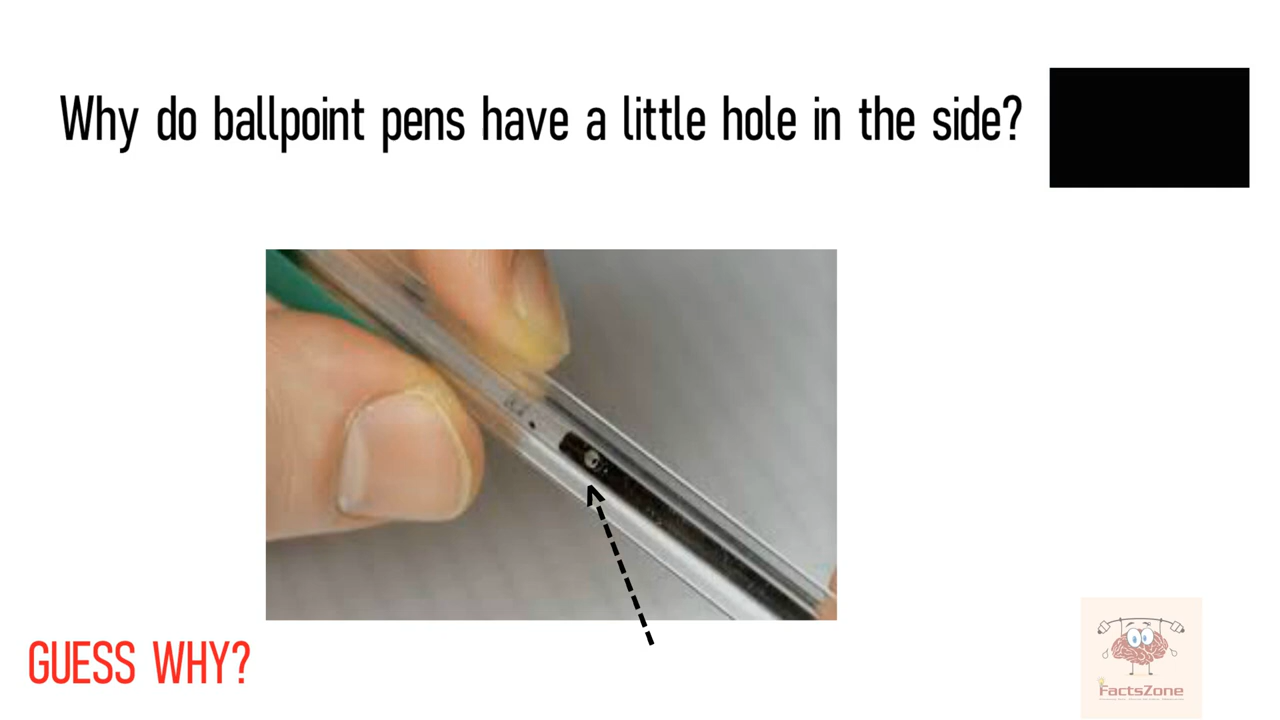 Why do ballpoint pens have a little hole in the side?
GUESS WHY?
FactsZone